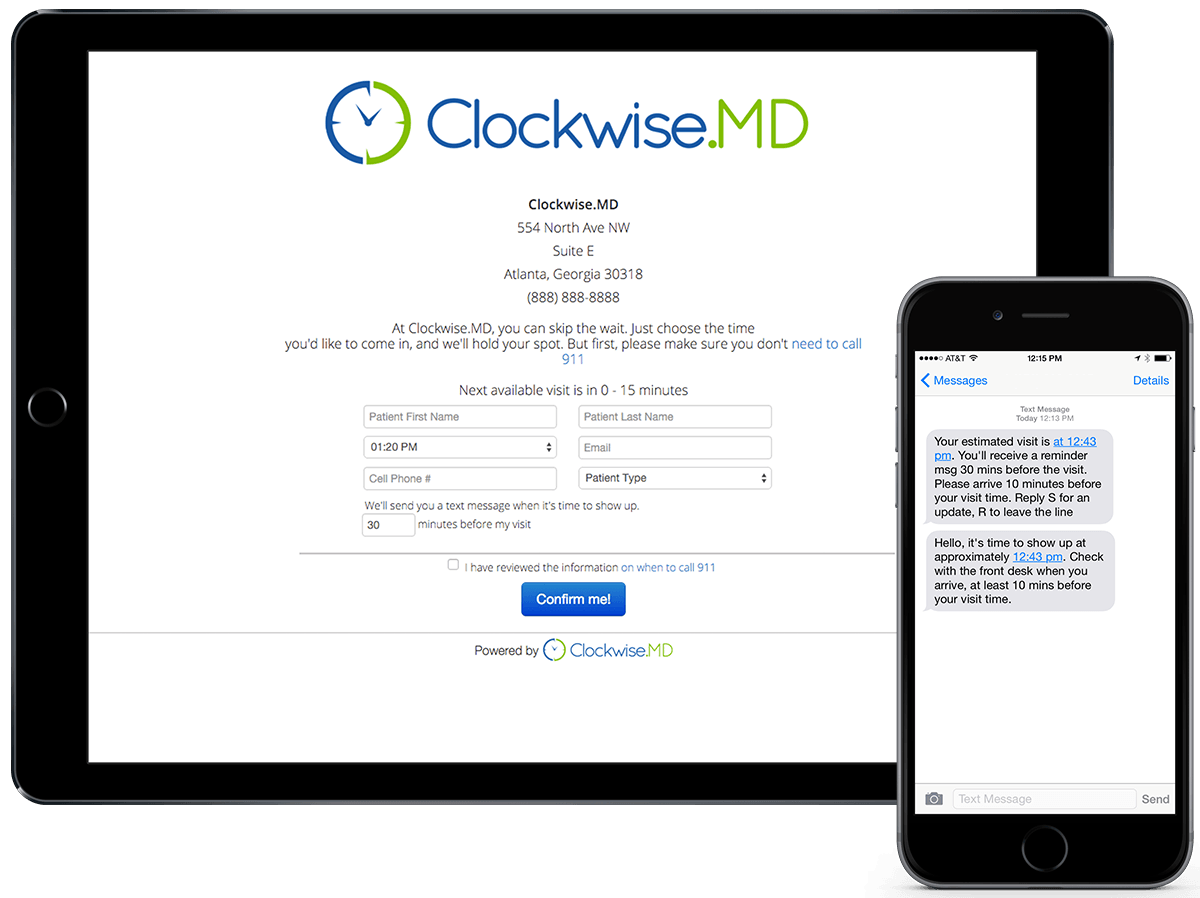 Clockwise.MD
Clockwise.MD
554 North Ave NW
Suite E
Atlanta, Georgia 30318
(888) 888-8888
At Clockwise.MD, you can skip the wait. Just choose the time
you'd like to come in, and we'll hold your spot. But first, please make sure you don't need to call
911
Next available visit is in 0 - 15 minutes
Patient First Name
Patient Last Name
01:20 PM
Email
Cell Phone #
Patient Type
We'll send you a text message when it's time to show up.
30 minutes before my visit
I have reviewed the information on when to call 911
Confirm me!
Powered by Clockwise.MD
AT&T 12:15 PM
Messages Details
Text Message
Today 12:13 PM
Your estimated visit is at 12:43
pm. You'll receive a reminder
msg 30 mins before the visit.
Please arrive 10 minutes before
your visit time. Reply S for an
update, R to leave the line
Hello, it's time to show up at
approximately 12:43 pm. Check
with the front desk when you
arrive, at least 10 mins before
your visit time.
Text Message Send